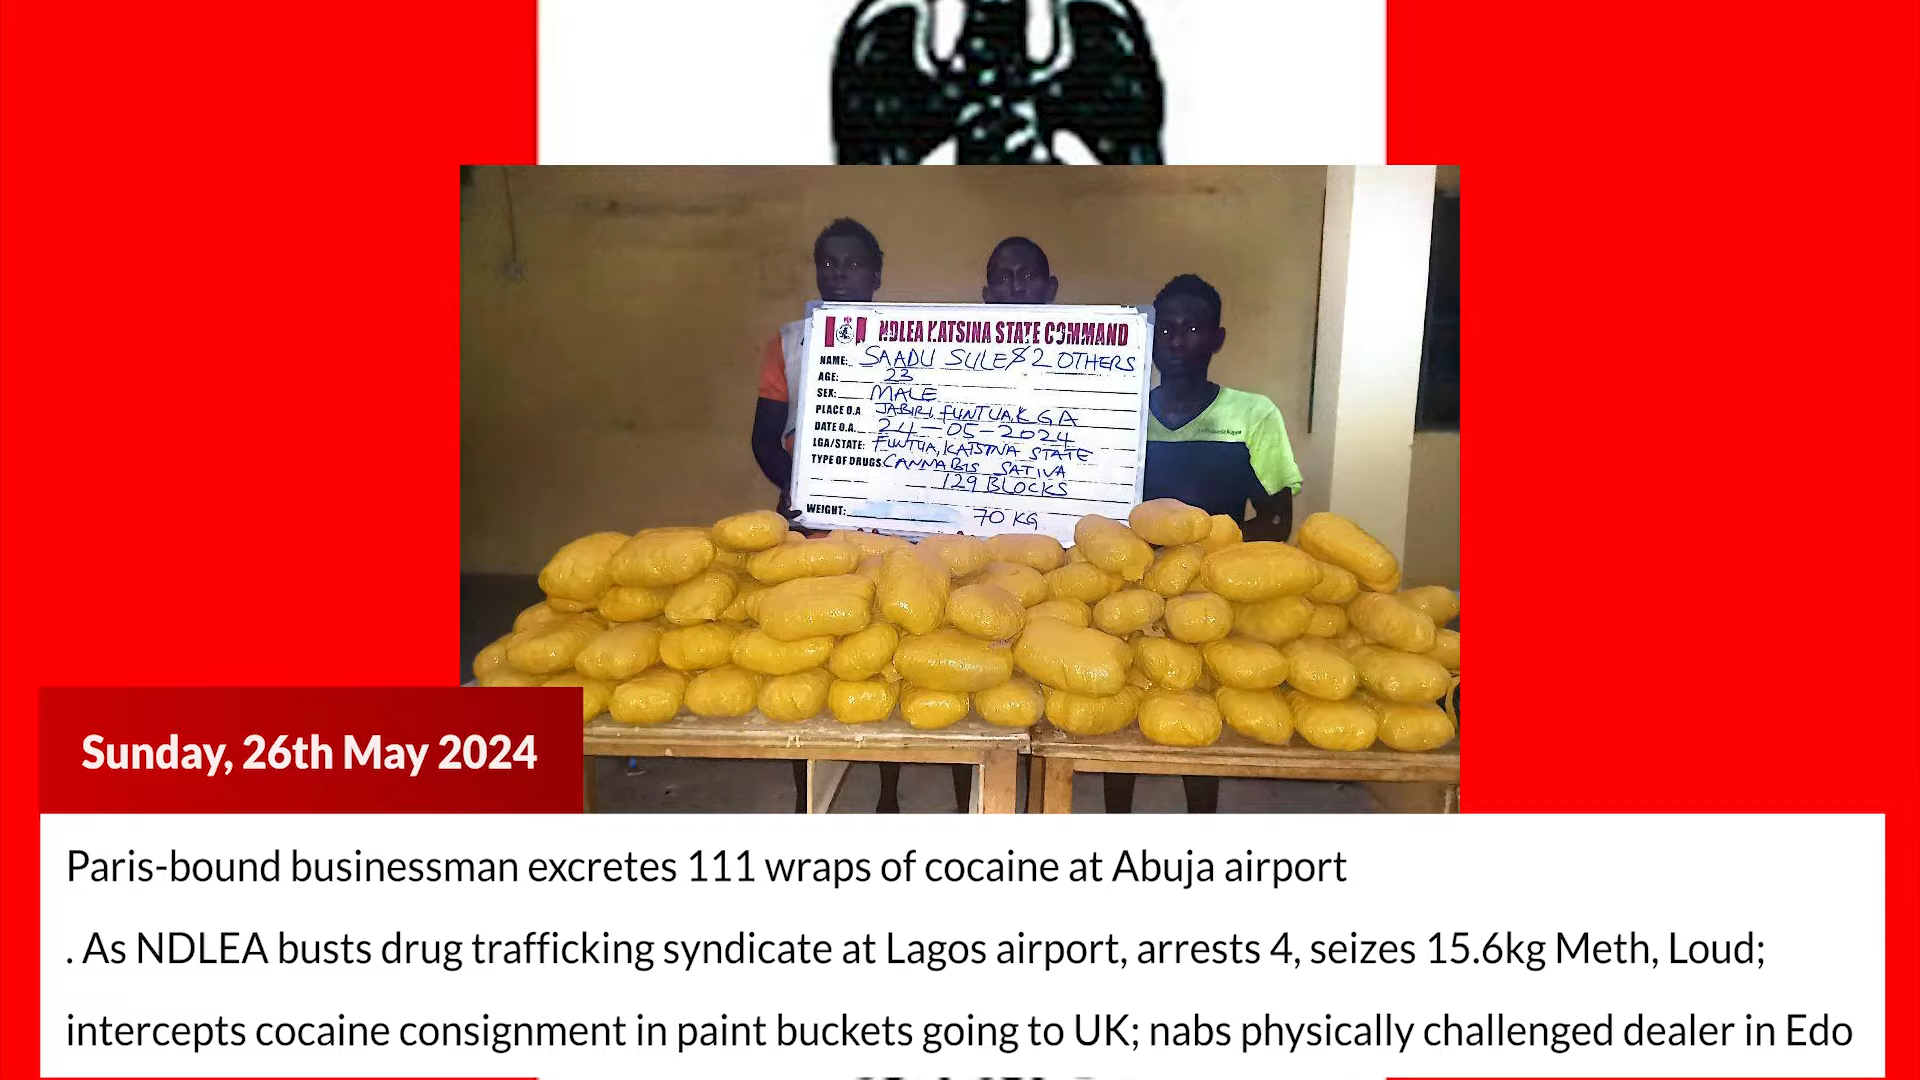 NDLEA KATSINA STATE COMMAND
NAME: SAADU SULE & 2 OTHERS
AGE: 23
SEX: MALE
PLACE O.A JABIRI, FUNTUA, LGA
DATE O.A. 24-05-2024
LGA/STATE: FUNTUA, KATSINA STATE
TYPE OF DRUGS: CANNABIS SATIVA
129 BLOCKS
WEIGHT: 70 KG
Sunday, 26th May 2024
Paris-bound businessman excretes 111 wraps of cocaine at Abuja airport
. As NDLEA busts drug trafficking syndicate at Lagos airport, arrests 4, seizes 15.6kg Meth, Loud;
intercepts cocaine consignment in paint buckets going to UK; nabs physically challenged dealer in Edo